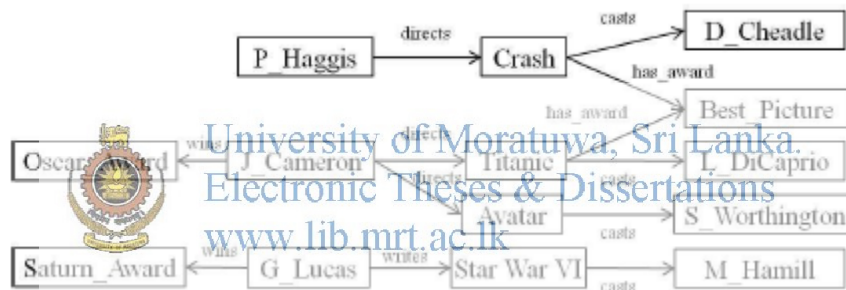 directs casts D_Cheadle
P_Haggis Crash
has_award
has_award Best_Picture
University of Moratuwa, Sri Lanka.
wins directs
Oscar_Award J_Cameron Titanic L_DiCaprio
directs casts
Electronic Theses & Dissertations
Avatar S_Worthington
www.lib.mrt.ac.lk
casts
wins writes
Saturn_Award G_Lucas Star War VI M_Hamill
casts